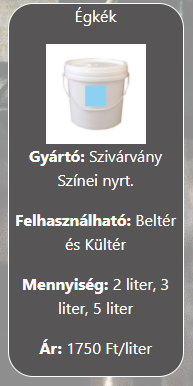 Égkék
Gyártó: Szivárvány
Színei nyrt.
Felhasználható: Beltér
és Kültér
Mennyiség: 2 liter, 3
liter, 5 liter
Ár: 1750 Ft/liter